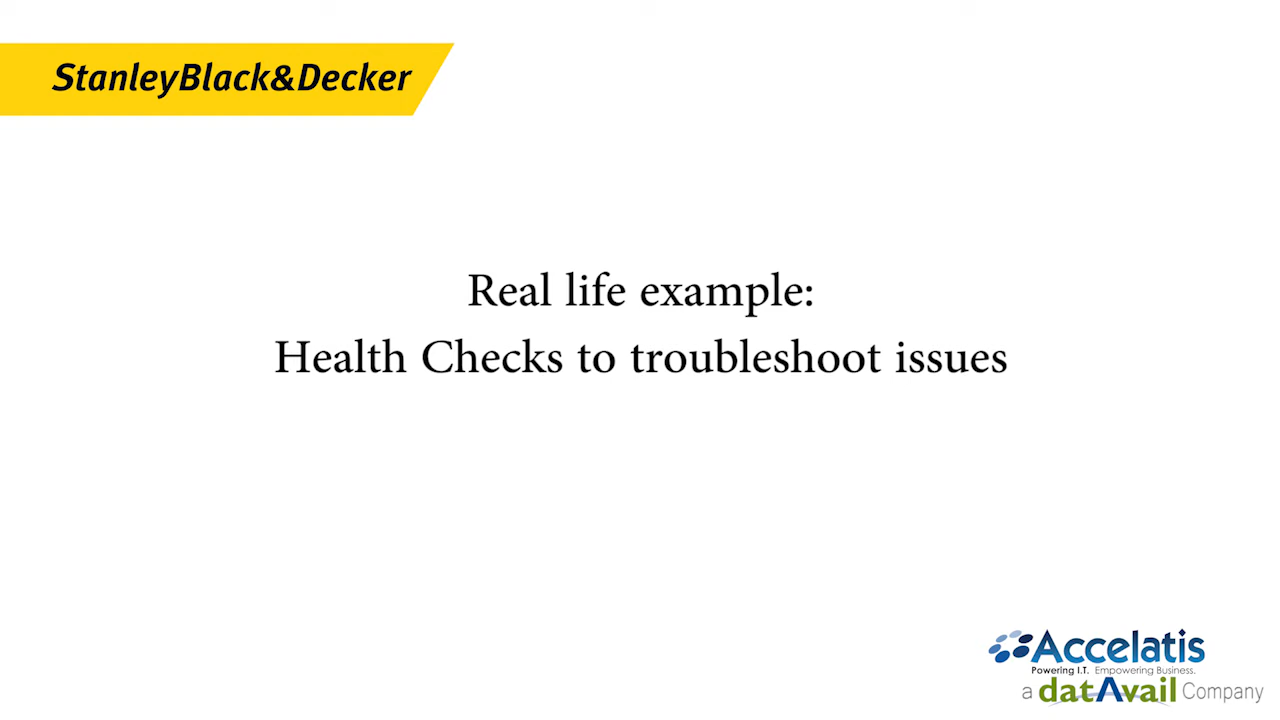 StanleyBlack&Decker
Real life example:
Health Checks to troubleshoot issues
Accelatis
Powering I.T. Empowering Business.
a datAvail Company